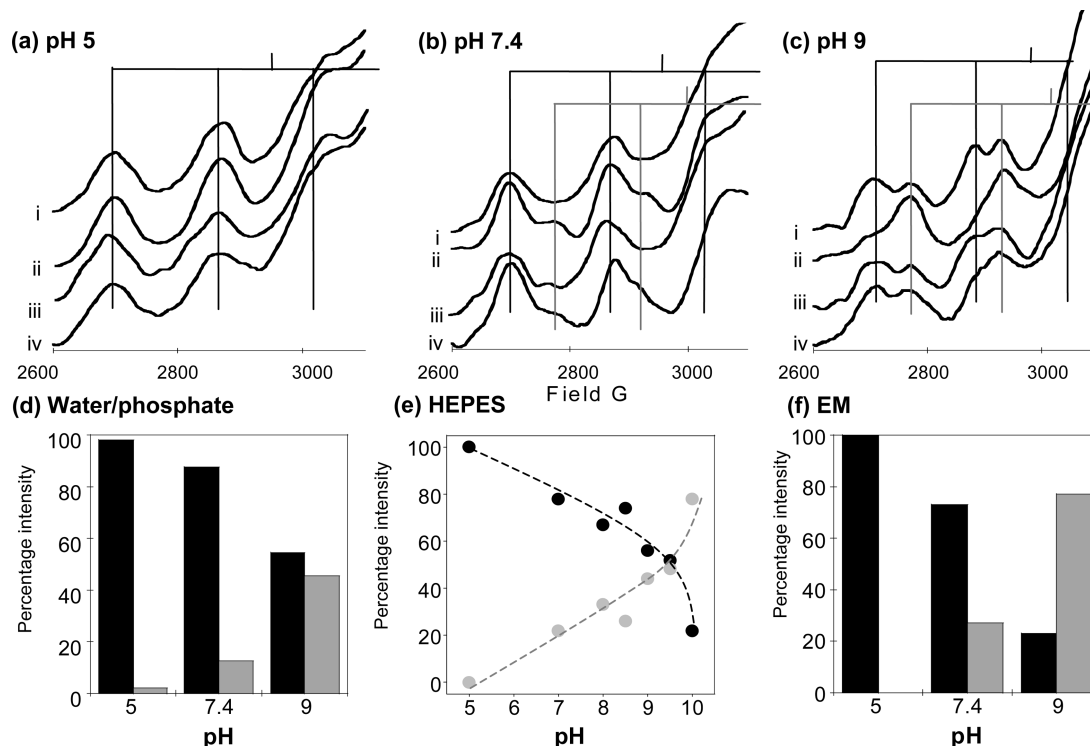 (a) pH 5
(b) pH 7.4
(c) pH 9
i
ii
iii
iv
i
ii
iii
iv
i
ii
iii
iv
2600 2800 3000
2600 2800 3000
2600 2800 3000
Field G
(d) Water/phosphate
(e) HEPES
(f) EM
Percentage intensity
100
80
60
40
20
0
5 7.4 9
pH
Percentage intensity
100
80
60
40
20
0
5 6 7 8 9 10
pH
Percentage intensity
100
80
60
40
20
0
5 7.4 9
pH